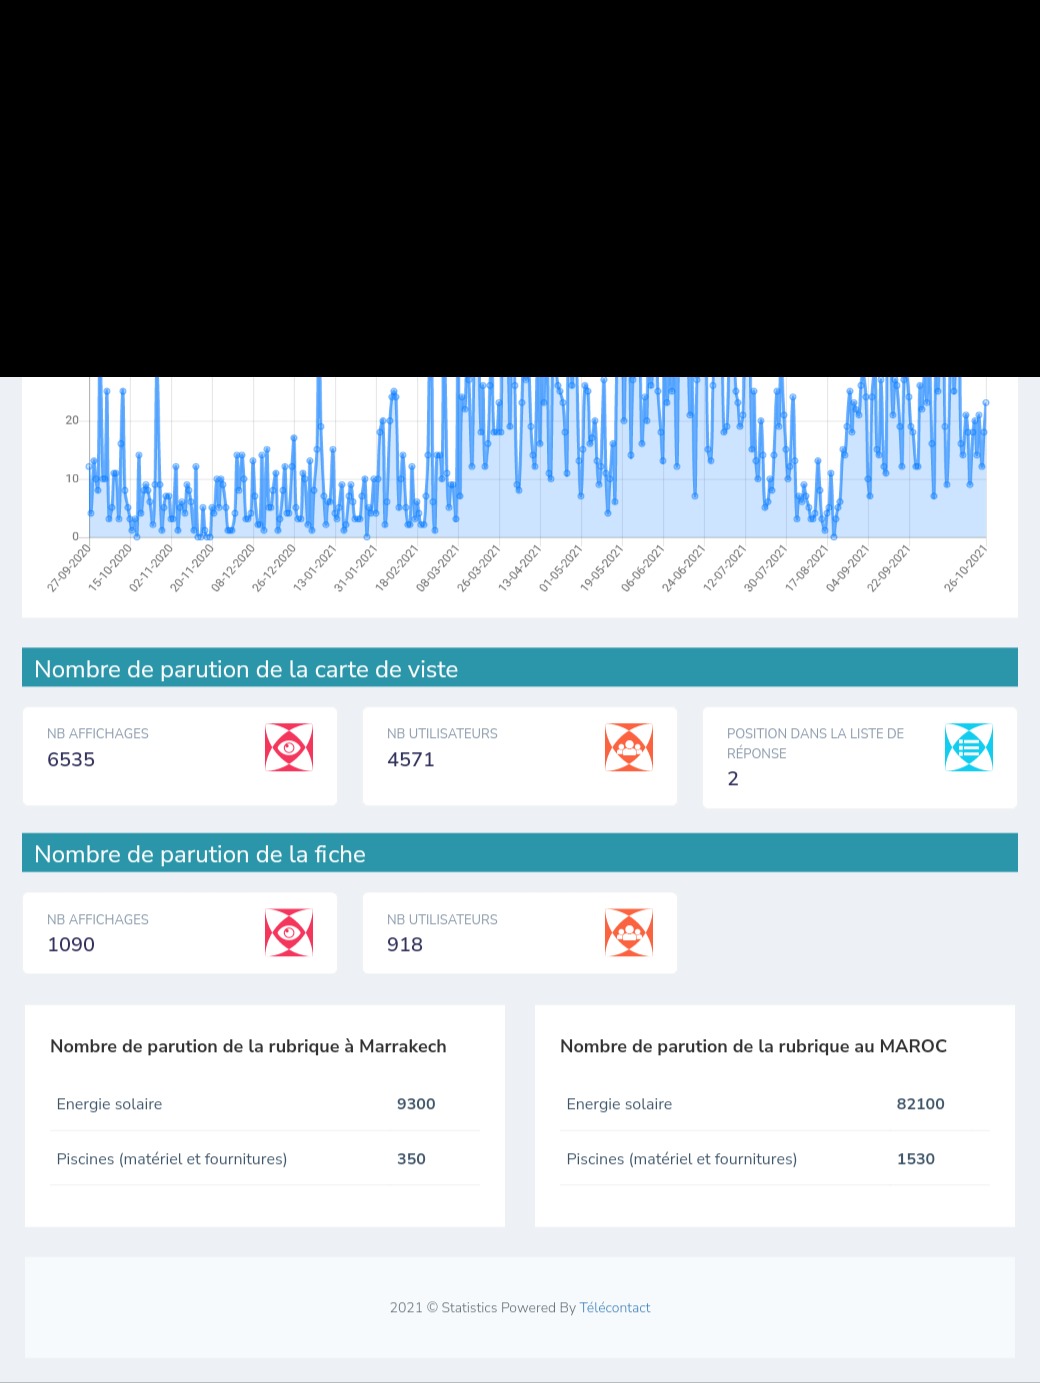 20
10
0
27-09-2020
15-10-2020
02-11-2020
20-11-2020
08-12-2020
26-12-2020
13-01-2021
31-01-2021
18-02-2021
08-03-2021
26-03-2021
13-04-2021
01-05-2021
19-05-2021
06-06-2021
24-06-2021
12-07-2021
30-07-2021
17-08-2021
04-09-2021
22-09-2021
26-10-2021
Nombre de parution de la carte de viste
NB AFFICHAGES
6535
NB UTILISATEURS
4571
POSITION DANS LA LISTE DE
RÉPONSE
2
Nombre de parution de la fiche
NB AFFICHAGES
1090
NB UTILISATEURS
918
Nombre de parution de la rubrique à Marrakech
Energie solaire 9300
Piscines (matériel et fournitures) 350
Nombre de parution de la rubrique au MAROC
Energie solaire 82100
Piscines (matériel et fournitures) 1530
2021 © Statistics Powered By Télécontact